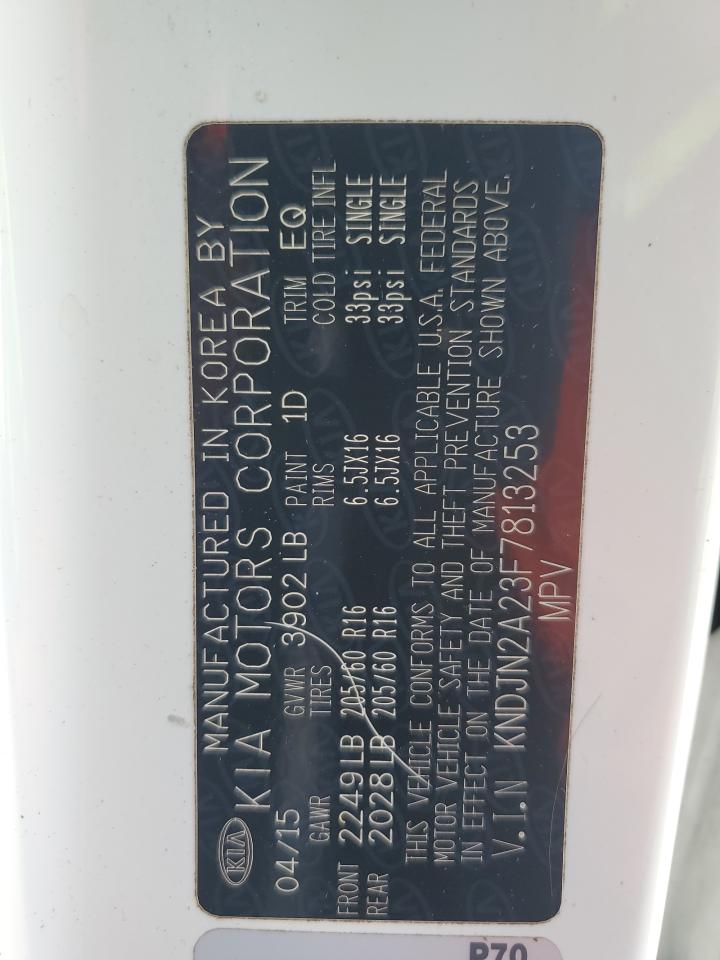 MANUFACTURED IN KOREA BY
KIA KIA MOTORS CORPORATION
04/15 GVWR 3902 LB PAINT 1D TRIM EQ
GAWR TIRES RIMS COLD TIRE INFL
FRONT 2249LB 205/60 R16 6.5JX16 33psi SINGLE
REAR 2028LB 205/60 R16 6.5JX16 33psi SINGLE
THIS VEHICLE CONFORMS TO ALL APPLICABLE U.S.A. FEDERAL
MOTOR VEHICLE SAFETY AND THEFT PREVENTION STANDARDS
IN EFFECT ON THE DATE OF MANUFACTURE SHOWN ABOVE.
V.I.N KNDJN2A23F7813253
MPV
P70